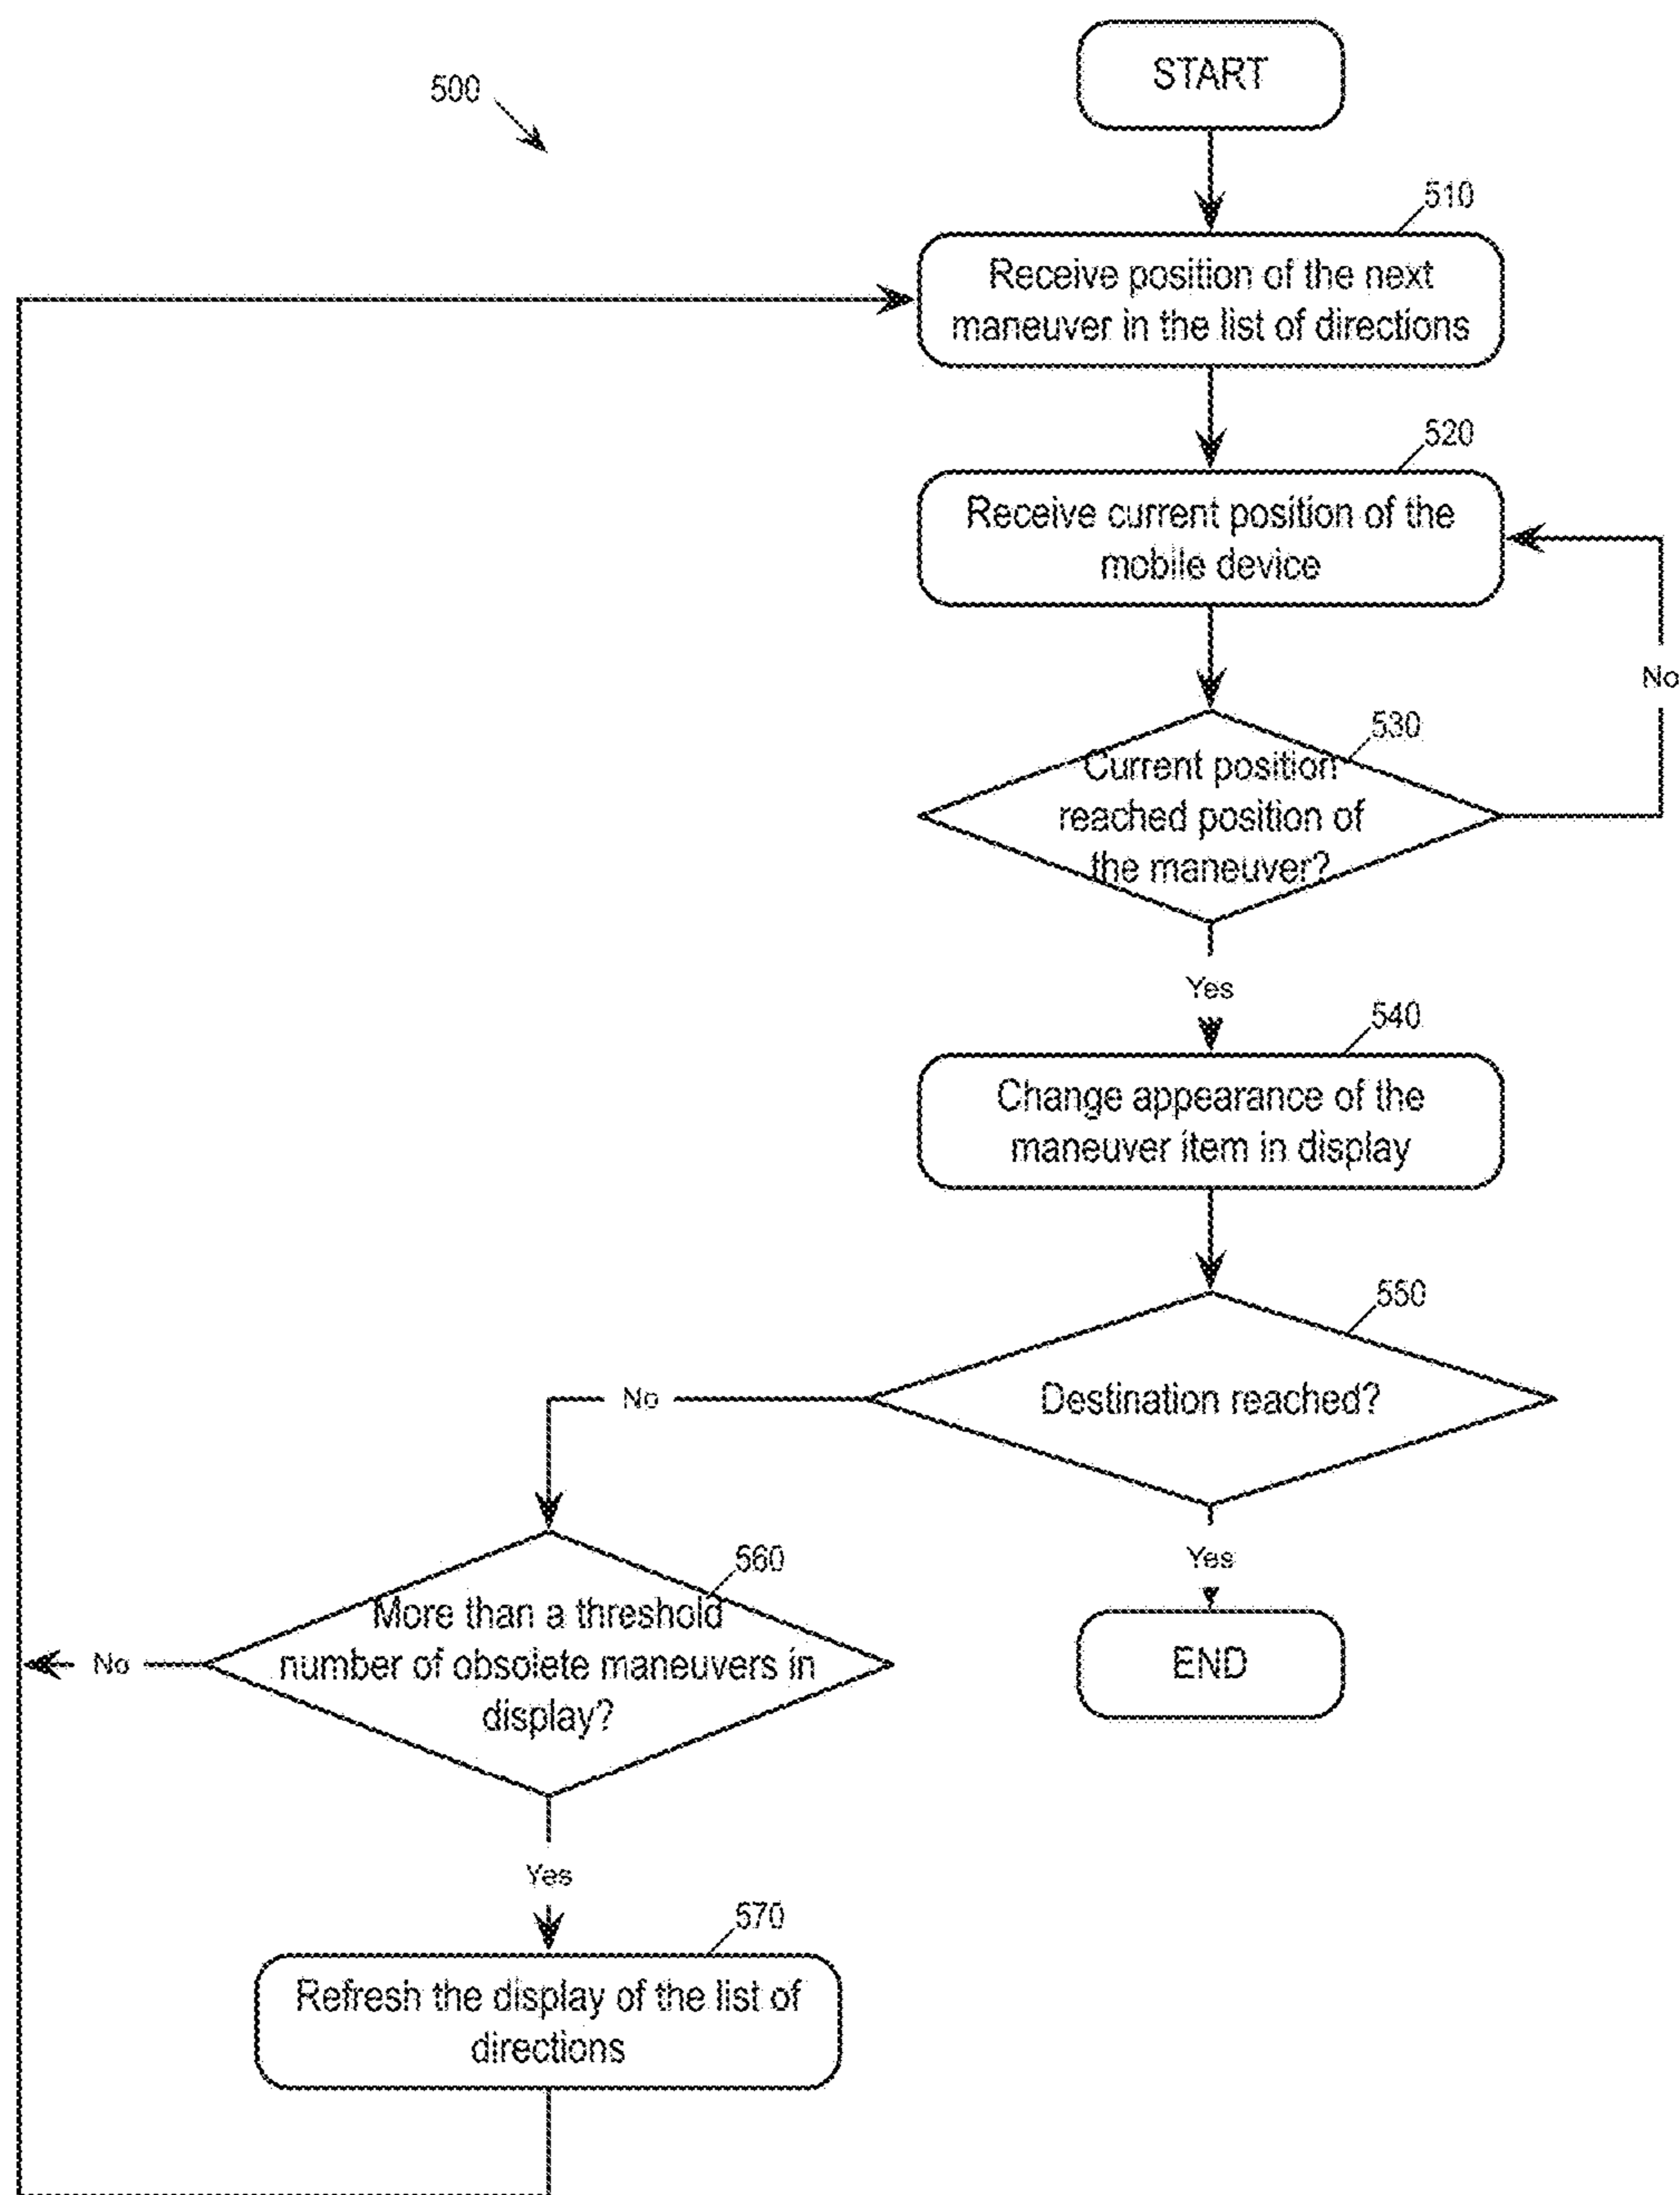 500
START
510
Receive position of the next
maneuver in the list of directions
520
Receive current position of the
mobile device
No
530
Current position
reached position of
the maneuver?
Yes
540
Change appearance of the
maneuver item in display
550
Destination reached?
No
Yes
END
560
More than a threshold
number of obsolete maneuvers in
display?
No
Yes
570
Refresh the display of the list of
directions